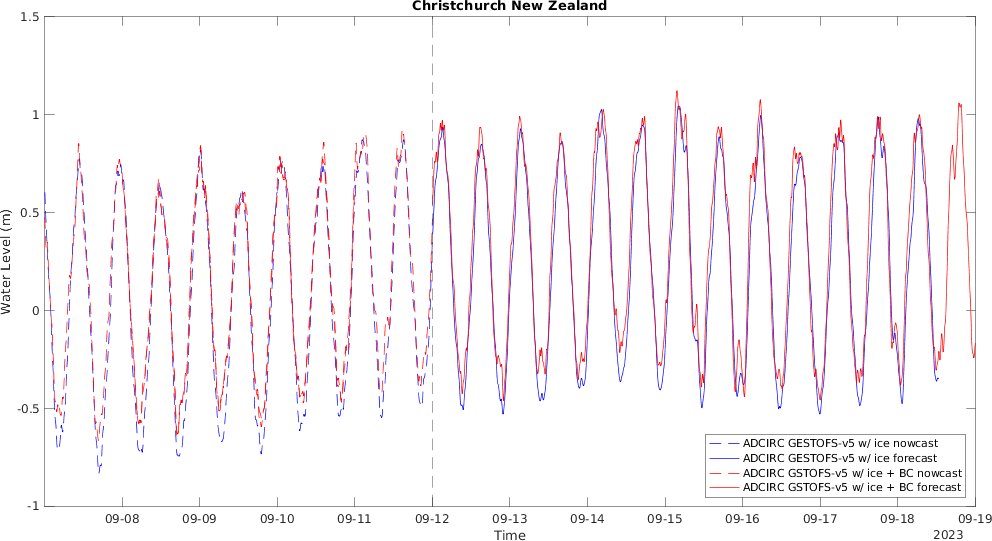 Christchurch New Zealand
1.5
1
0.5
0
-0.5
-1
Water Level (m)
09-08
09-09
09-10
09-11
09-12
09-13
09-14
09-15
09-16
09-17
09-18
09-19
Time
2023
ADCIRC GESTOFS-v5 w/ ice nowcast
ADCIRC GESTOFS-v5 w/ ice forecast
ADCIRC GSTOFS-v5 w/ ice + BC nowcast
ADCIRC GSTOFS-v5 w/ ice + BC forecast